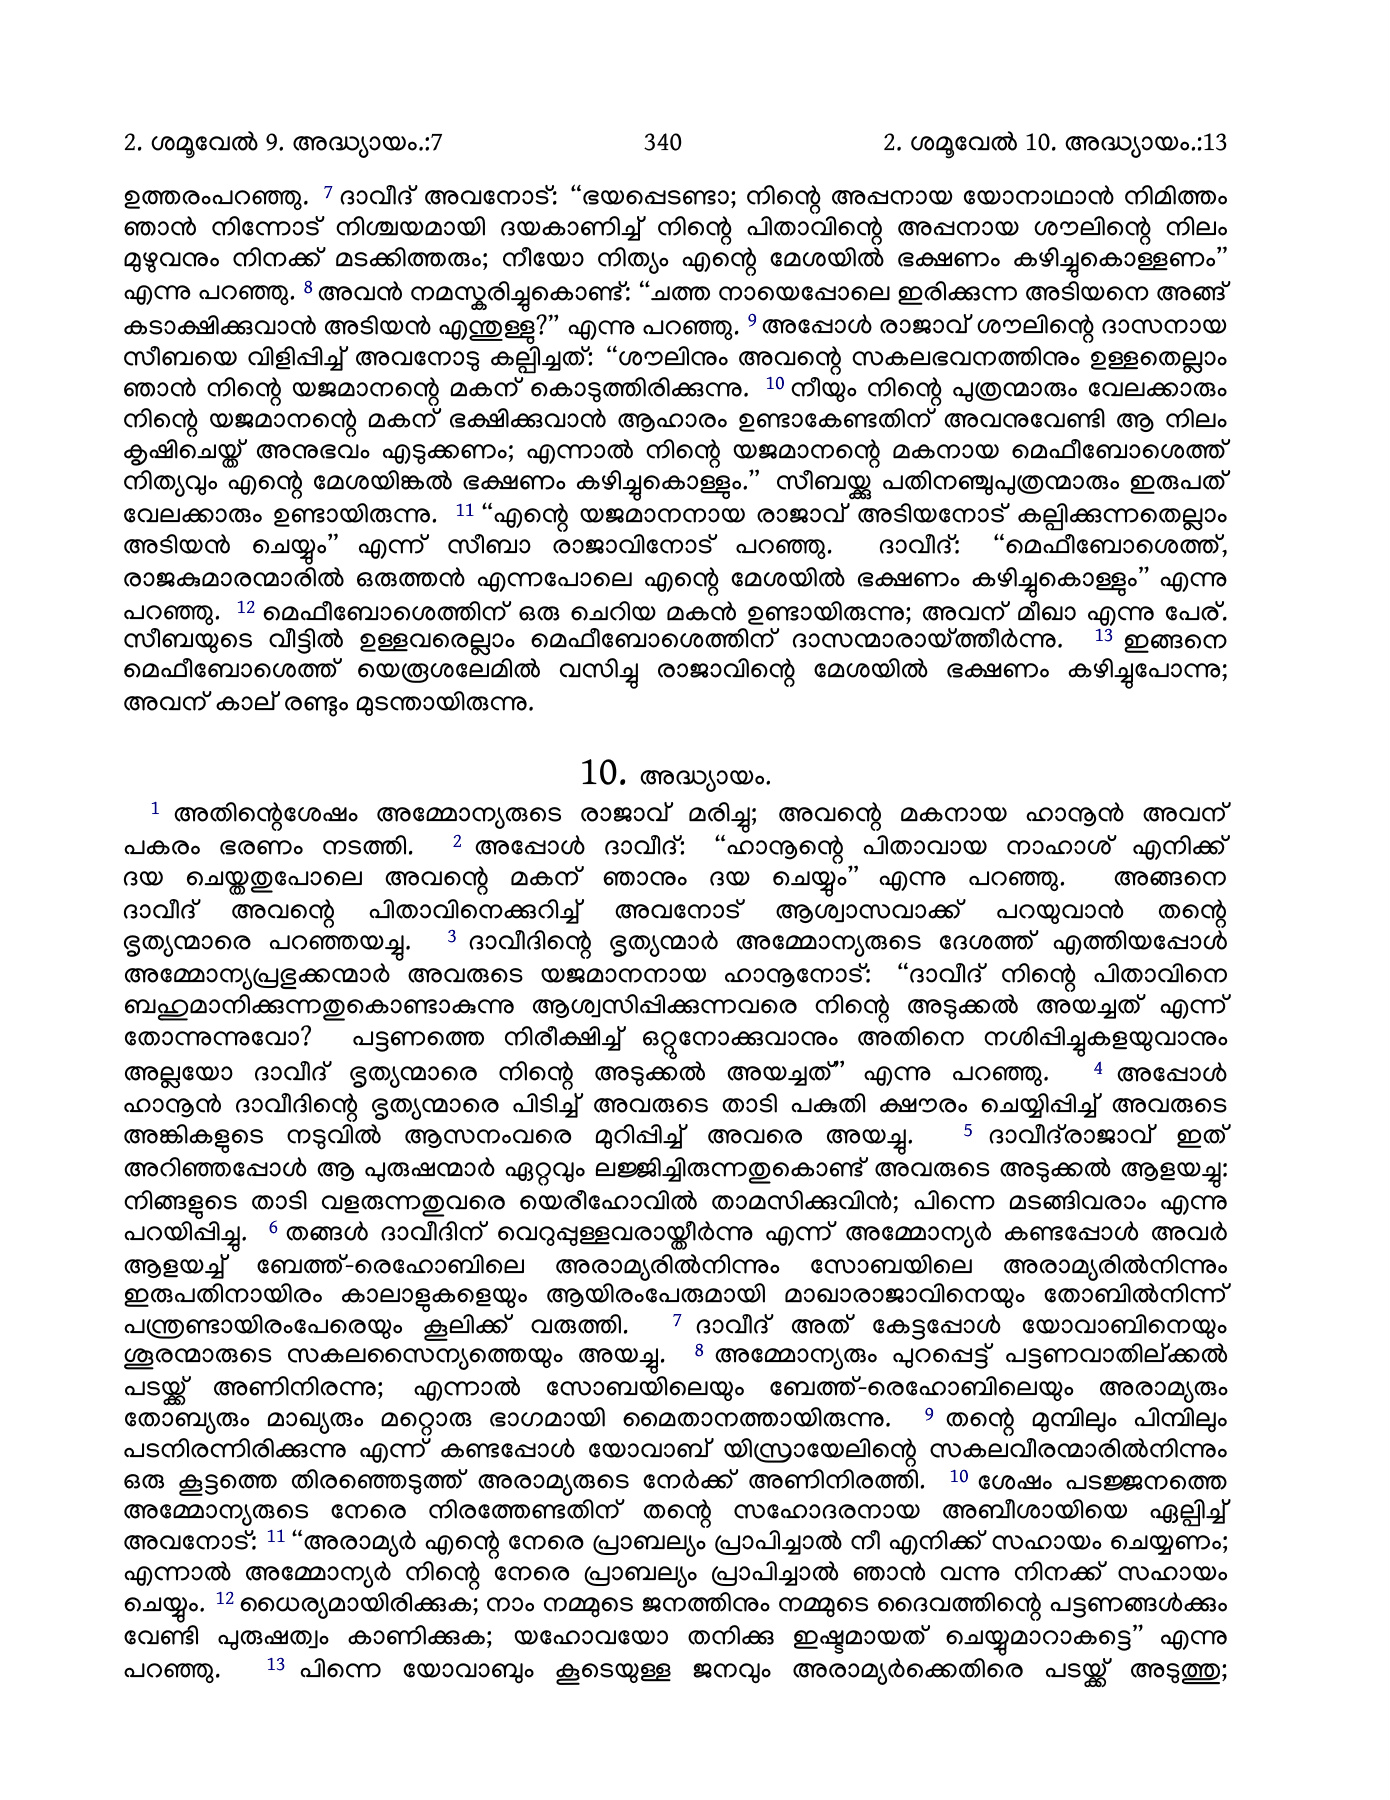 2. ശമൂവേൽ 9. അദ്ധ്യായം.:7 340 2. ശമൂവേൽ 10. അദ്ധ്യായം.:13
ഉത്തരംപറഞ്ഞു. 7 ദാവീദ് അവനോട്: “ഭയപ്പെടണ്ടാ; നിന്റെ അപ്പനായ യോനാഥാൻ നിമിത്തം
ഞാൻ നിന്നോട് നിശ്ചയമായി ദയകാണിച്ച് നിന്റെ പിതാവിന്റെ അപ്പനായ ശൗലിന്റെ നിലം
മുഴുവനും നിനക്ക് മടക്കിത്തരും; നീയോ നിത്യം എന്റെ മേശയിൽ ഭക്ഷണം കഴിച്ചുകൊള്ളണം”
എന്നു പറഞ്ഞു. 8 അവൻ നമസ്കരിച്ചുകൊണ്ട്: “ചത്ത നായെപ്പോലെ ഇരിക്കുന്ന അടിയനെ അങ്ങ്
കടാക്ഷിക്കുവാൻ അടിയൻ എന്തുള്ളു?” എന്നു പറഞ്ഞു. 9 അപ്പോൾ രാജാവ് ശൗലിന്റെ ദാസനായ
സീബയെ വിളിപ്പിച്ച് അവനോടു കല്പിച്ചത്: “ശൗലിനും അവന്റെ സകലഭവനത്തിനും ഉള്ളതെല്ലാം
ഞാൻ നിന്റെ യജമാനന്റെ മകന് കൊടുത്തിരിക്കുന്നു. 10 നീയും നിന്റെ പുത്രന്മാരും വേലക്കാരും
നിന്റെ യജമാനന്റെ മകന് ഭക്ഷിക്കുവാൻ ആഹാരം ഉണ്ടാകേണ്ടതിന് അവനുവേണ്ടി ആ നിലം
കൃഷിചെയ്ത് അനുഭവം എടുക്കണം; എന്നാൽ നിന്റെ യജമാനന്റെ മകനായ മെഫീബോശെത്ത്
നിത്യവും എന്റെ മേശയിങ്കൽ ഭക്ഷണം കഴിച്ചുകൊള്ളും.” സീബയ്ക്കു പതിനഞ്ചുപുത്രന്മാരും ഇരുപത്
വേലക്കാരും ഉണ്ടായിരുന്നു. 11 “എന്റെ യജമാനനായ രാജാവ് അടിയനോട് കല്പിക്കുന്നതെല്ലാം
അടിയൻ ചെയ്യും” എന്ന് സീബാ രാജാവിനോട് പറഞ്ഞു. ദാവീദ്: “മെഫീബോശെത്ത്,
രാജകുമാരന്മാരിൽ ഒരുത്തൻ എന്നപോലെ എന്റെ മേശയിൽ ഭക്ഷണം കഴിച്ചുകൊള്ളും” എന്നു
പറഞ്ഞു. 12 മെഫീബോശെത്തിന് ഒരു ചെറിയ മകൻ ഉണ്ടായിരുന്നു; അവന് മീഖാ എന്നു പേര്.
സീബയുടെ വീട്ടിൽ ഉള്ളവരെല്ലാം മെഫീബോശെത്തിന് ദാസന്മാരായ്ത്തീർന്നു. 13 ഇങ്ങനെ
മെഫീബോശെത്ത് യെരൂശലേമിൽ വസിച്ചു രാജാവിന്റെ മേശയിൽ ഭക്ഷണം കഴിച്ചുപോന്നു;
അവന് കാല് രണ്ടും മുടന്തായിരുന്നു.
10. അദ്ധ്യായം.
1 അതിന്റെശേഷം അമ്മോന്യരുടെ രാജാവ് മരിച്ചു; അവന്റെ മകനായ ഹാനൂൻ അവന്
പകരം ഭരണം നടത്തി. 2 അപ്പോൾ ദാവീദ്: “ഹാനൂന്റെ പിതാവായ നാഹാശ് എനിക്ക്
ദയ ചെയ്തതുപോലെ അവന്റെ മകന് ഞാനും ദയ ചെയ്യും” എന്നു പറഞ്ഞു. അങ്ങനെ
ദാവീദ് അവന്റെ പിതാവിനെക്കുറിച്ച് അവനോട് ആശ്വാസവാക്ക് പറയുവാൻ തന്റെ
ഭൃത്യന്മാരെ പറഞ്ഞയച്ചു. 3 ദാവീദിന്റെ ഭൃത്യന്മാർ അമ്മോന്യരുടെ ദേശത്ത് എത്തിയപ്പോൾ
അമ്മോന്യപ്രഭുക്കന്മാർ അവരുടെ യജമാനനായ ഹാനൂനോട്: “ദാവീദ് നിന്റെ പിതാവിനെ
ബഹുമാനിക്കുന്നതുകൊണ്ടാകുന്നു ആശ്വസിപ്പിക്കുന്നവരെ നിന്റെ അടുക്കൽ അയച്ചത് എന്ന്
തോന്നുന്നുവോ? പട്ടണത്തെ നിരീക്ഷിച്ച് ഒറ്റുനോക്കുവാനും അതിനെ നശിപ്പിച്ചുകളയുവാനും
അല്ലയോ ദാവീദ് ഭൃത്യന്മാരെ നിന്റെ അടുക്കൽ അയച്ചത്” എന്നു പറഞ്ഞു. 4 അപ്പോൾ
ഹാനൂൻ ദാവീദിന്റെ ഭൃത്യന്മാരെ പിടിച്ച് അവരുടെ താടി പകുതി ക്ഷൗരം ചെയ്യിപ്പിച്ച് അവരുടെ
അങ്കികളുടെ നടുവിൽ ആസനംവരെ മുറിപ്പിച്ച് അവരെ അയച്ചു. 5 ദാവീദ്‌രാജാവ് ഇത്
അറിഞ്ഞപ്പോൾ ആ പുരുഷന്മാർ ഏറ്റവും ലജ്ജിച്ചിരുന്നതുകൊണ്ട് അവരുടെ അടുക്കൽ ആളയച്ചു:
നിങ്ങളുടെ താടി വളരുന്നതുവരെ യെരീഹോവിൽ താമസിക്കുവിൻ; പിന്നെ മടങ്ങിവരാം എന്നു
പറയിപ്പിച്ചു. 6 തങ്ങൾ ദാവീദിന് വെറുപ്പുള്ളവരായ്തീർന്നു എന്ന് അമ്മോന്യർ കണ്ടപ്പോൾ അവർ
ആളയച്ച് ബേത്ത്-രെഹോബിലെ അരാമ്യരിൽനിന്നും സോബയിലെ അരാമ്യരിൽനിന്നും
ഇരുപതിനായിരം കാലാളുകളെയും ആയിരംപേരുമായി മാഖാരാജാവിനെയും തോബിൽനിന്ന്
പന്ത്രണ്ടായിരംപേരെയും കൂലിക്ക് വരുത്തി. 7 ദാവീദ് അത് കേട്ടപ്പോൾ യോവാബിനെയും
ശൂരന്മാരുടെ സകലസൈന്യത്തെയും അയച്ചു. 8 അമ്മോന്യരും പുറപ്പെട്ട് പട്ടണവാതില്ക്കൽ
പടയ്ക്ക് അണിനിരന്നു; എന്നാൽ സോബയിലെയും ബേത്ത്-രെഹോബിലെയും അരാമ്യരും
തോബ്യരും മാഖ്യരും മറ്റൊരു ഭാഗമായി മൈതാനത്തായിരുന്നു. 9 തന്റെ മുമ്പിലും പിമ്പിലും
പടനിരന്നിരിക്കുന്നു എന്ന് കണ്ടപ്പോൾ യോവാബ് യിസ്രായേലിന്റെ സകലവീരന്മാരിൽനിന്നും
ഒരു കൂട്ടത്തെ തിരഞ്ഞെടുത്ത് അരാമ്യരുടെ നേർക്ക് അണിനിരത്തി. 10 ശേഷം പടജ്ജനത്തെ
അമ്മോന്യരുടെ നേരെ നിരത്തേണ്ടതിന് തന്റെ സഹോദരനായ അബീശായിയെ ഏല്പിച്ച്
അവനോട്: 11 “അരാമ്യർ എന്റെ നേരെ പ്രാബല്യം പ്രാപിച്ചാൽ നീ എനിക്ക് സഹായം ചെയ്യണം;
എന്നാൽ അമ്മോന്യർ നിന്റെ നേരെ പ്രാബല്യം പ്രാപിച്ചാൽ ഞാൻ വന്നു നിനക്ക് സഹായം
ചെയ്യും. 12 ധൈര്യമായിരിക്കുക; നാം നമ്മുടെ ജനത്തിനും നമ്മുടെ ദൈവത്തിന്റെ പട്ടണങ്ങൾക്കും
വേണ്ടി പുരുഷത്വം കാണിക്കുക; യഹോവയോ തനിക്കു ഇഷ്ടമായത് ചെയ്യുമാറാകട്ടെ” എന്നു
പറഞ്ഞു. 13 പിന്നെ യോവാബും കൂടെയുള്ള ജനവും അരാമ്യർക്കെതിരെ പടയ്ക്ക് അടുത്തു;